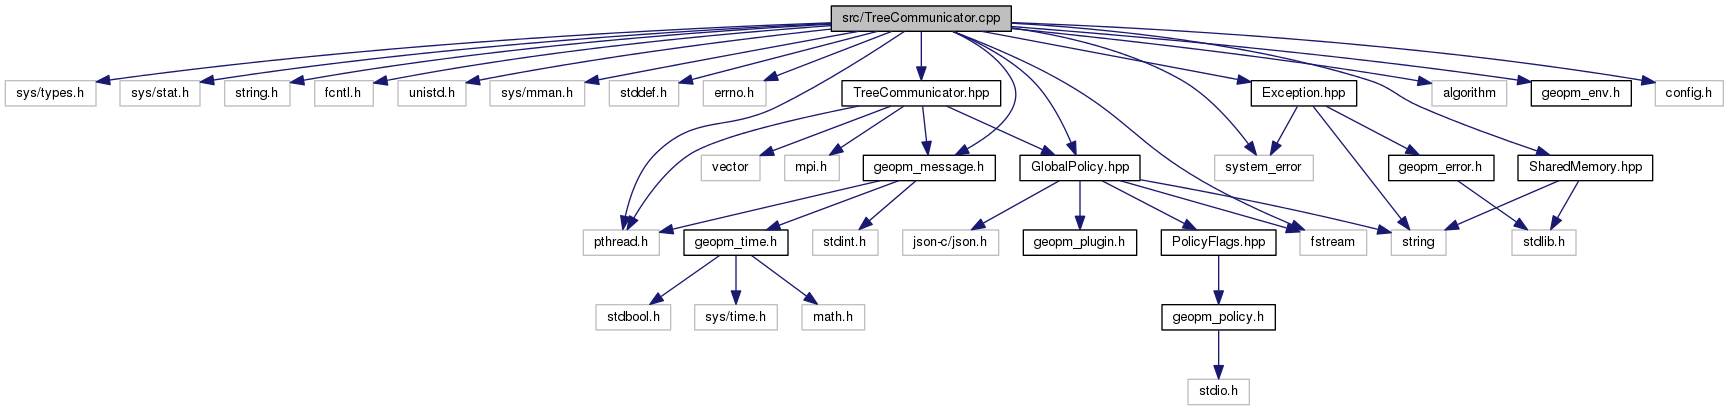 src/TreeCommunicator.cpp
sys/types.h
sys/stat.h
string.h
fcntl.h
unistd.h
sys/mman.h
stddef.h
errno.h
TreeCommunicator.hpp
Exception.hpp
algorithm
geopm_env.h
config.h
vector
mpi.h
geopm_message.h
GlobalPolicy.hpp
system_error
geopm_error.h
SharedMemory.hpp
pthread.h
geopm_time.h
stdint.h
json-c/json.h
geopm_plugin.h
PolicyFlags.hpp
fstream
string
stdlib.h
stdbool.h
sys/time.h
math.h
geopm_policy.h
stdio.h